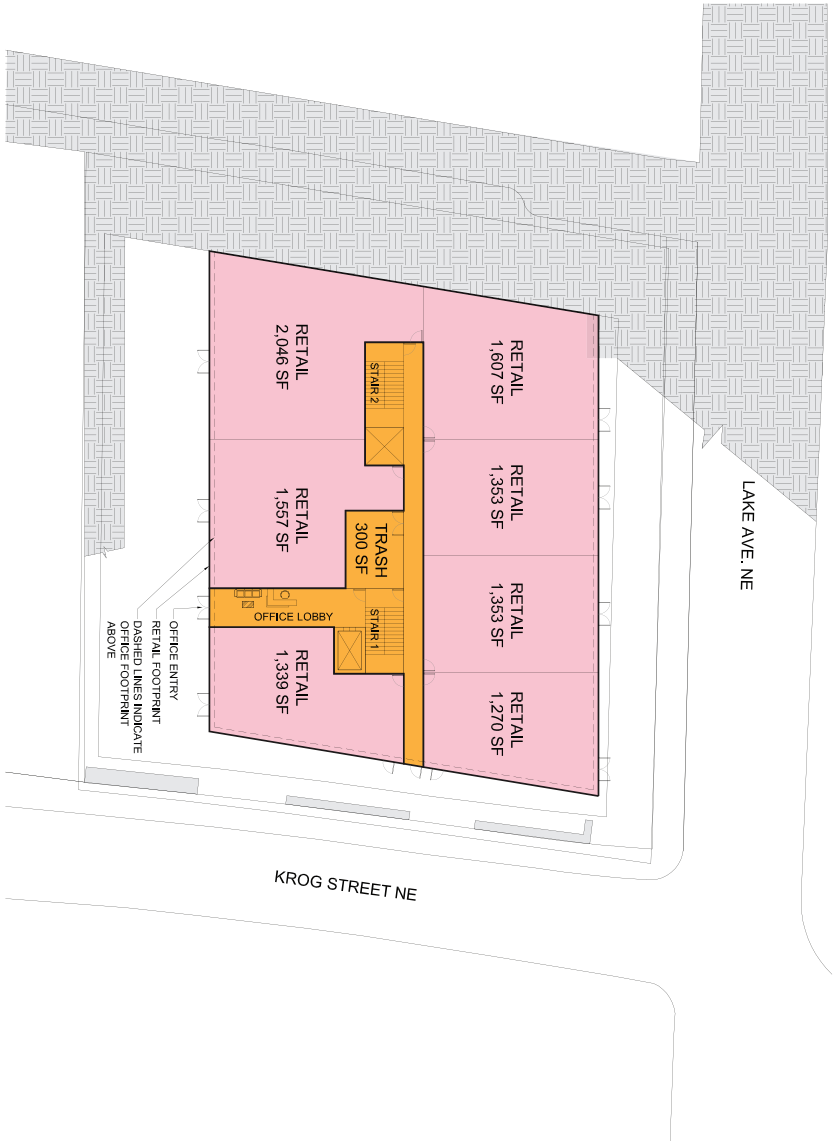 LAKE AVE. NE
RETAIL
1,607 SF
RETAIL
1,353 SF
RETAIL
1,353 SF
RETAIL
1,270 SF
RETAIL
2,046 SF
STAIR 2
RETAIL
1,557 SF
TRASH
300 SF
STAIR 1
OFFICE LOBBY
RETAIL
1,339 SF
OFFICE ENTRY
RETAIL FOOTPRINT
DASHED LINES INDICATE
OFFICE FOOTPRINT
ABOVE
KROG STREET NE